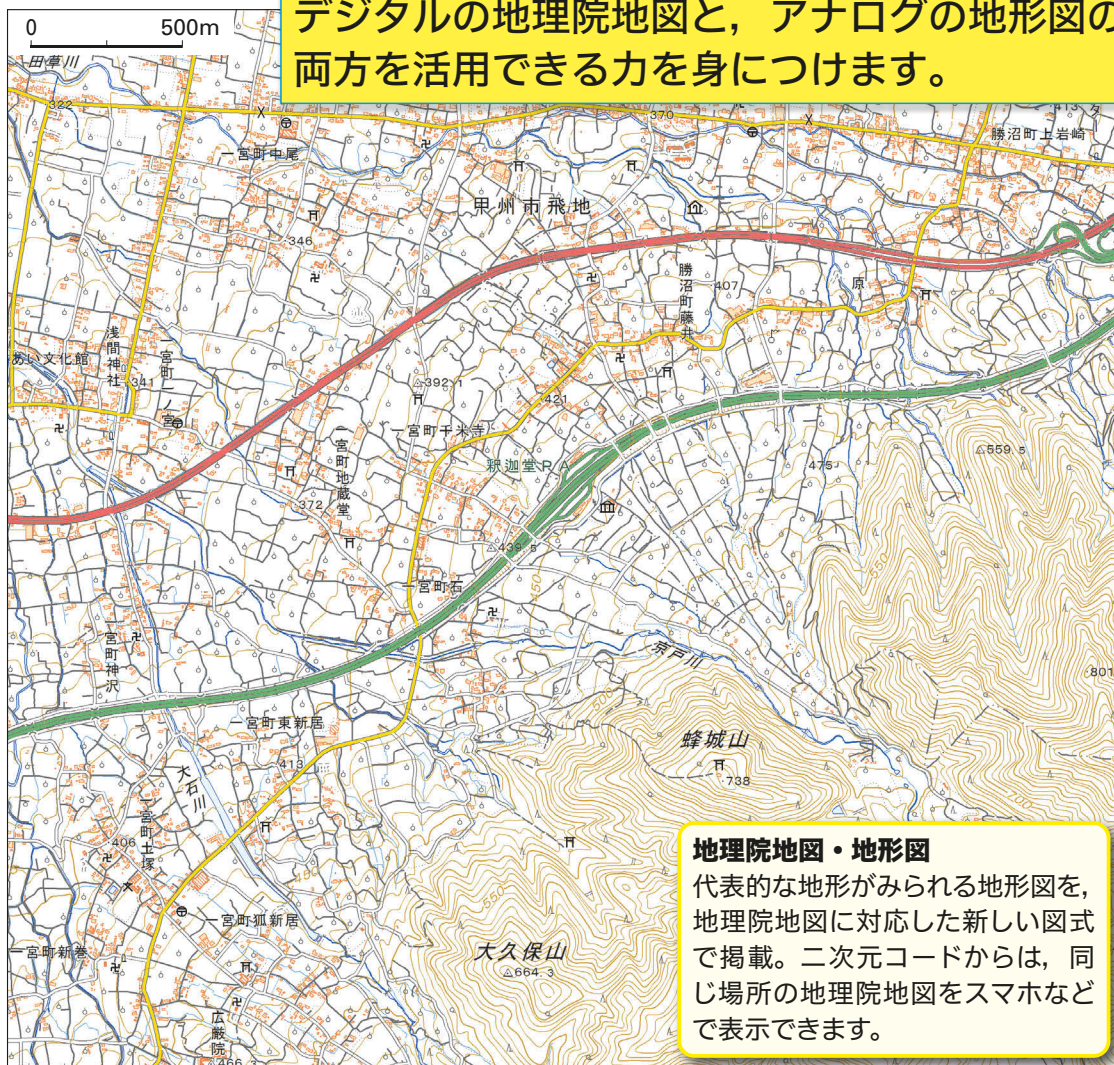 0 500m
デジタルの地理院地図と，アナログの地形図の
両方を活用できる力を身につけます。
田草川
322
370
413
勝沼町上岩崎
一宮町中尾
甲州市飛地
346
勝沼町藤井
407
原
浅間神社
あい文化館
341
一宮町一ノ宮
392.1
421
一宮町千米寺
釈迦堂PA
一宮町地蔵堂
372
475
559.5
439.5
450
一宮町石
京戸川
一宮町神沢
801
一宮町東新居
蜂城山
738
413
大石川
一宮町土塚
406
一宮町狐新居
一宮町新巻
大久保山
664.3
550
広厳院
466.3
地理院地図・地形図
代表的な地形がみられる地形図を，
地理院地図に対応した新しい図式
で掲載。二次元コードからは，同
じ場所の地理院地図をスマホなど
で表示できます。